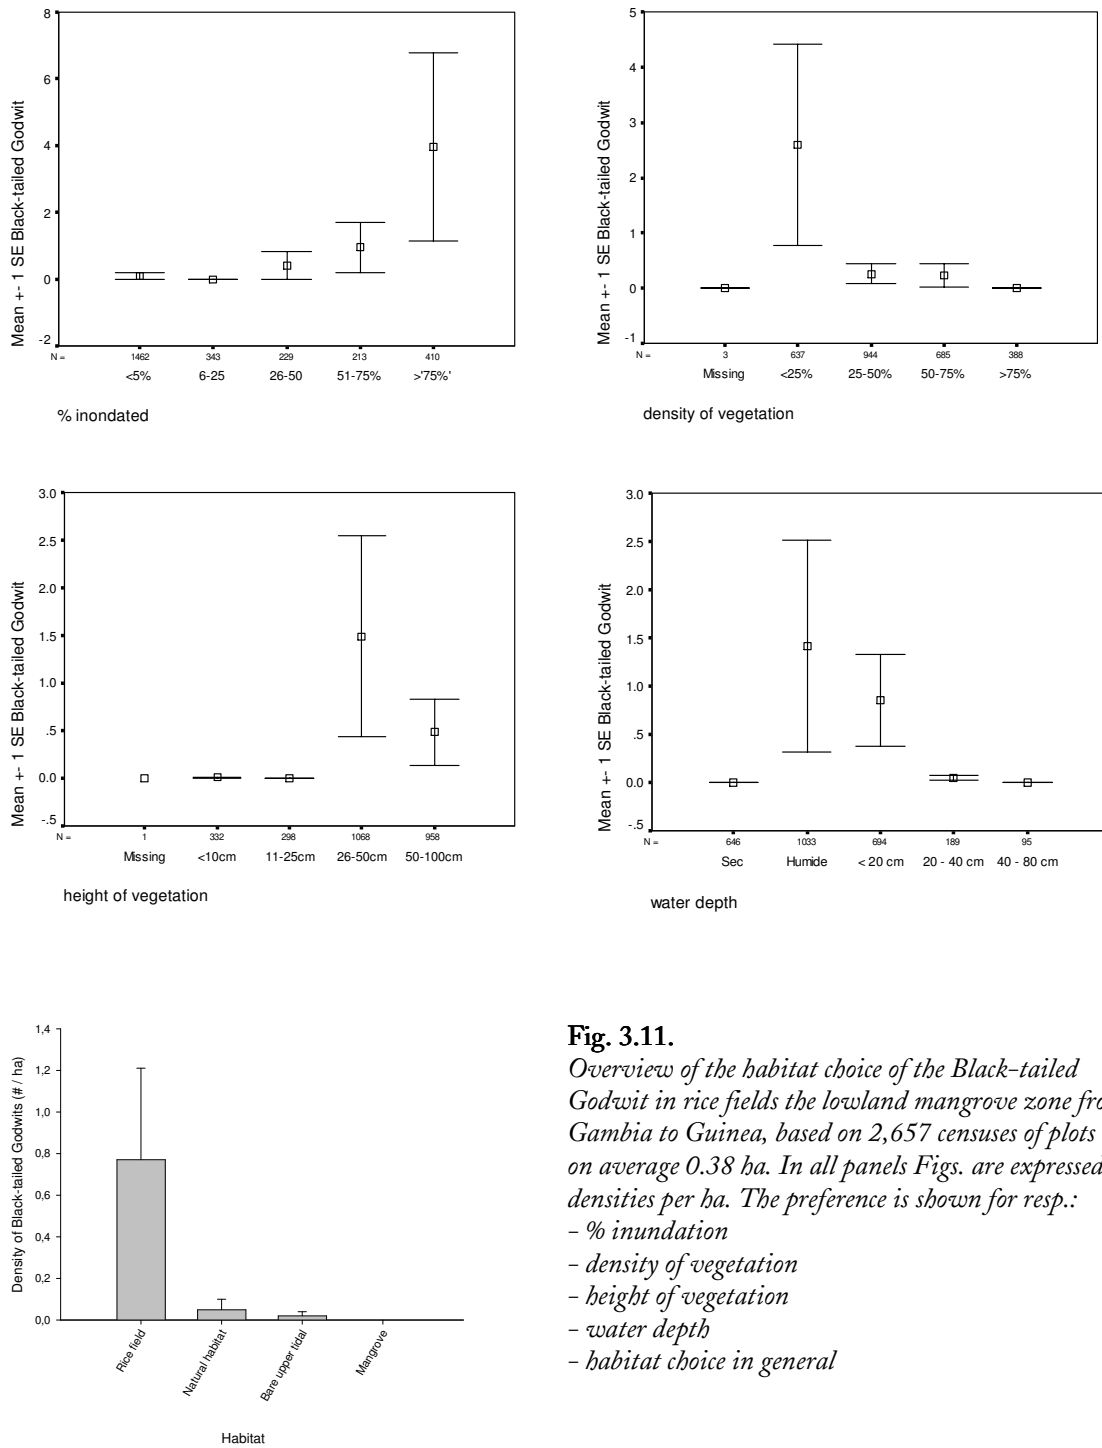 Mean +- 1 SE Black-tailed Godwit
8
6
4
2
0
-2
N = 1462 343 229 213 410
<5% 6-25 26-50 51-75% >'75%'
% inondated
Mean +- 1 SE Black-tailed Godwit
5
4
3
2
1
0
-1
N = 3 637 944 685 388
Missing <25% 25-50% 50-75% >75%
density of vegetation
Mean +- 1 SE Black-tailed Godwit
3.0
2.5
2.0
1.5
1.0
.5
0.0
-.5
N = 1 332 298 1068 958
Missing <10cm 11-25cm 26-50cm 50-100cm
height of vegetation
Mean +- 1 SE Black-tailed Godwit
3.0
2.5
2.0
1.5
1.0
.5
0.0
-.5
N = 646 1033 694 189 95
Sec Humide < 20 cm 20 - 40 cm 40 - 80 cm
water depth
Density of Black-tailed Godwits (# / ha)
1,4
1,2
1,0
0,8
0,6
0,4
0,2
0,0
Rice field
Natural habitat
Bare upper tidal
Mangrove
Habitat
Fig. 3.11.
Overview of the habitat choice of the Black-tailed
Godwit in rice fields the lowland mangrove zone fro
Gambia to Guinea, based on 2,657 censuses of plots
on average 0.38 ha. In all panels Figs. are expressed
densities per ha. The preference is shown for resp.:
- % inundation
- density of vegetation
- height of vegetation
- water depth
- habitat choice in general